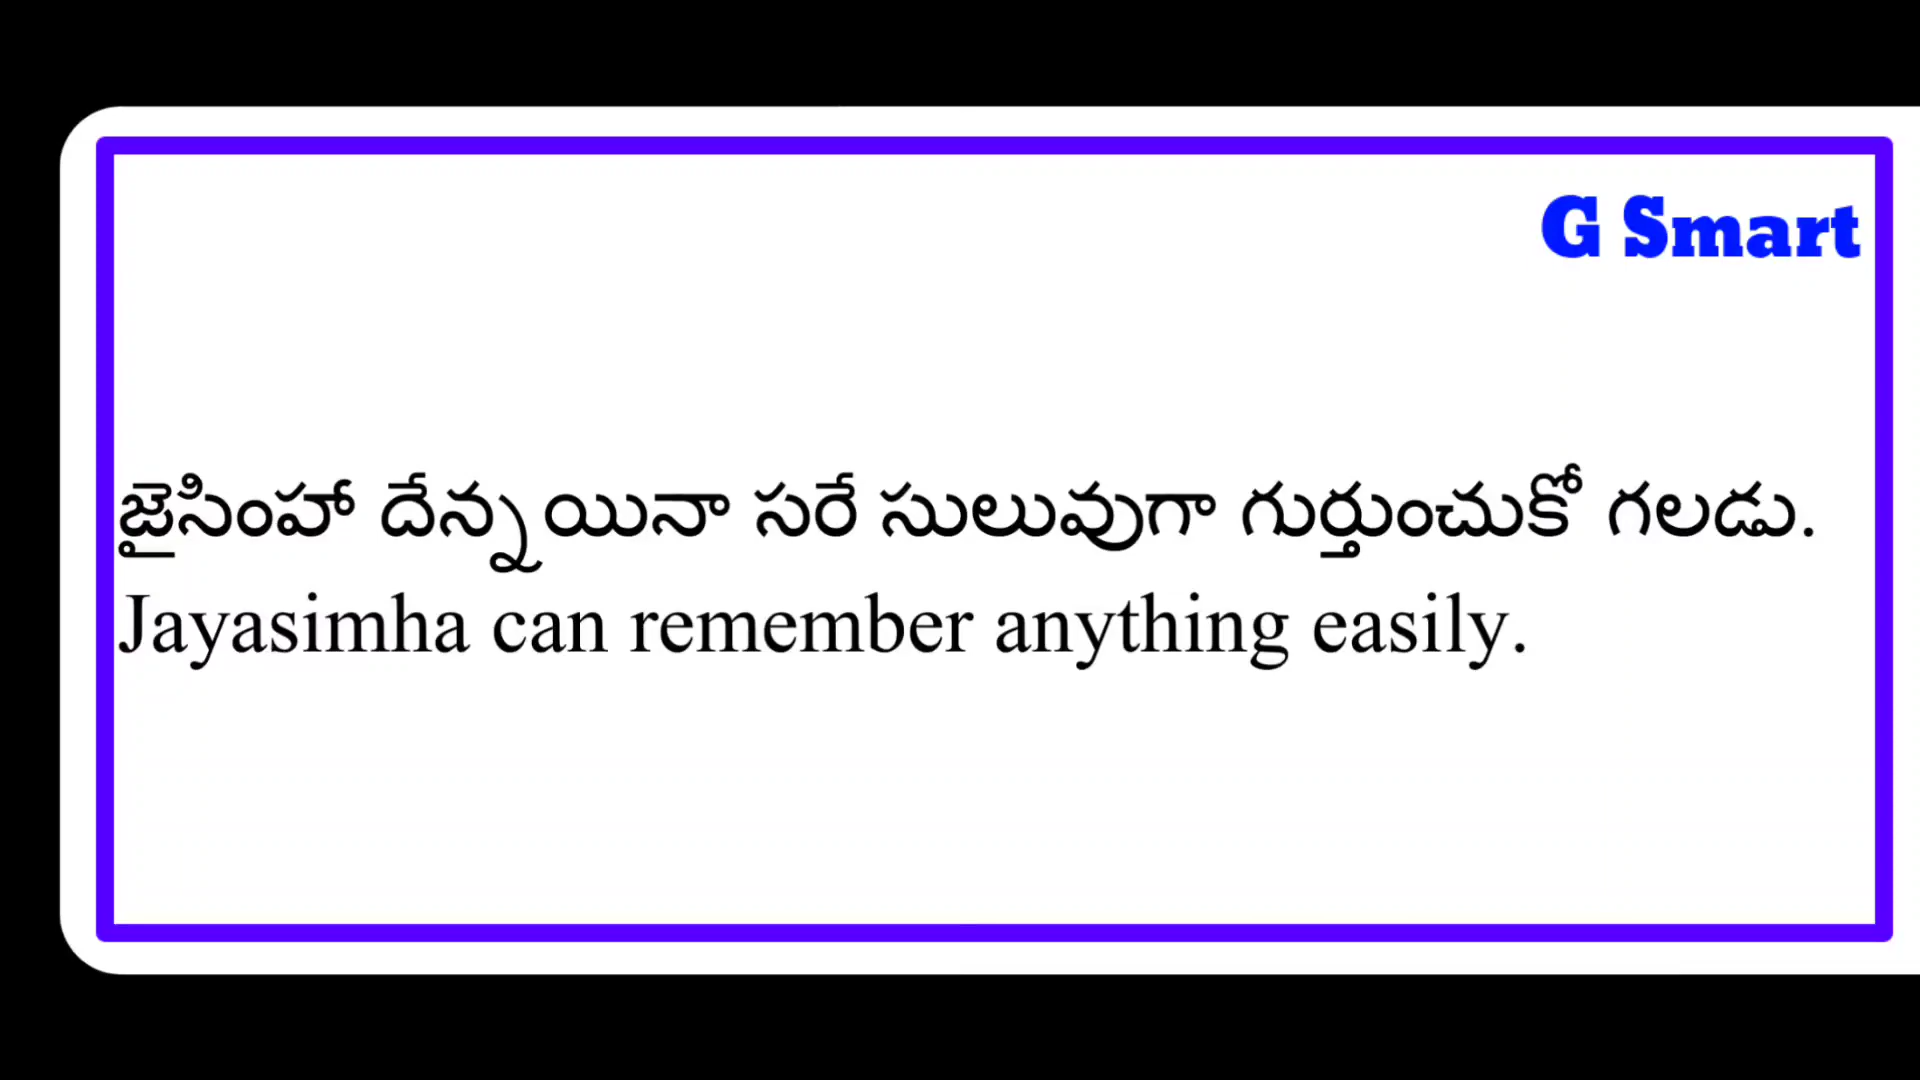 G Smart
జైసింహా దేన్నయినా సరే సులువుగా గుర్తుంచుకో గలడు.
Jayasimha can remember anything easily.